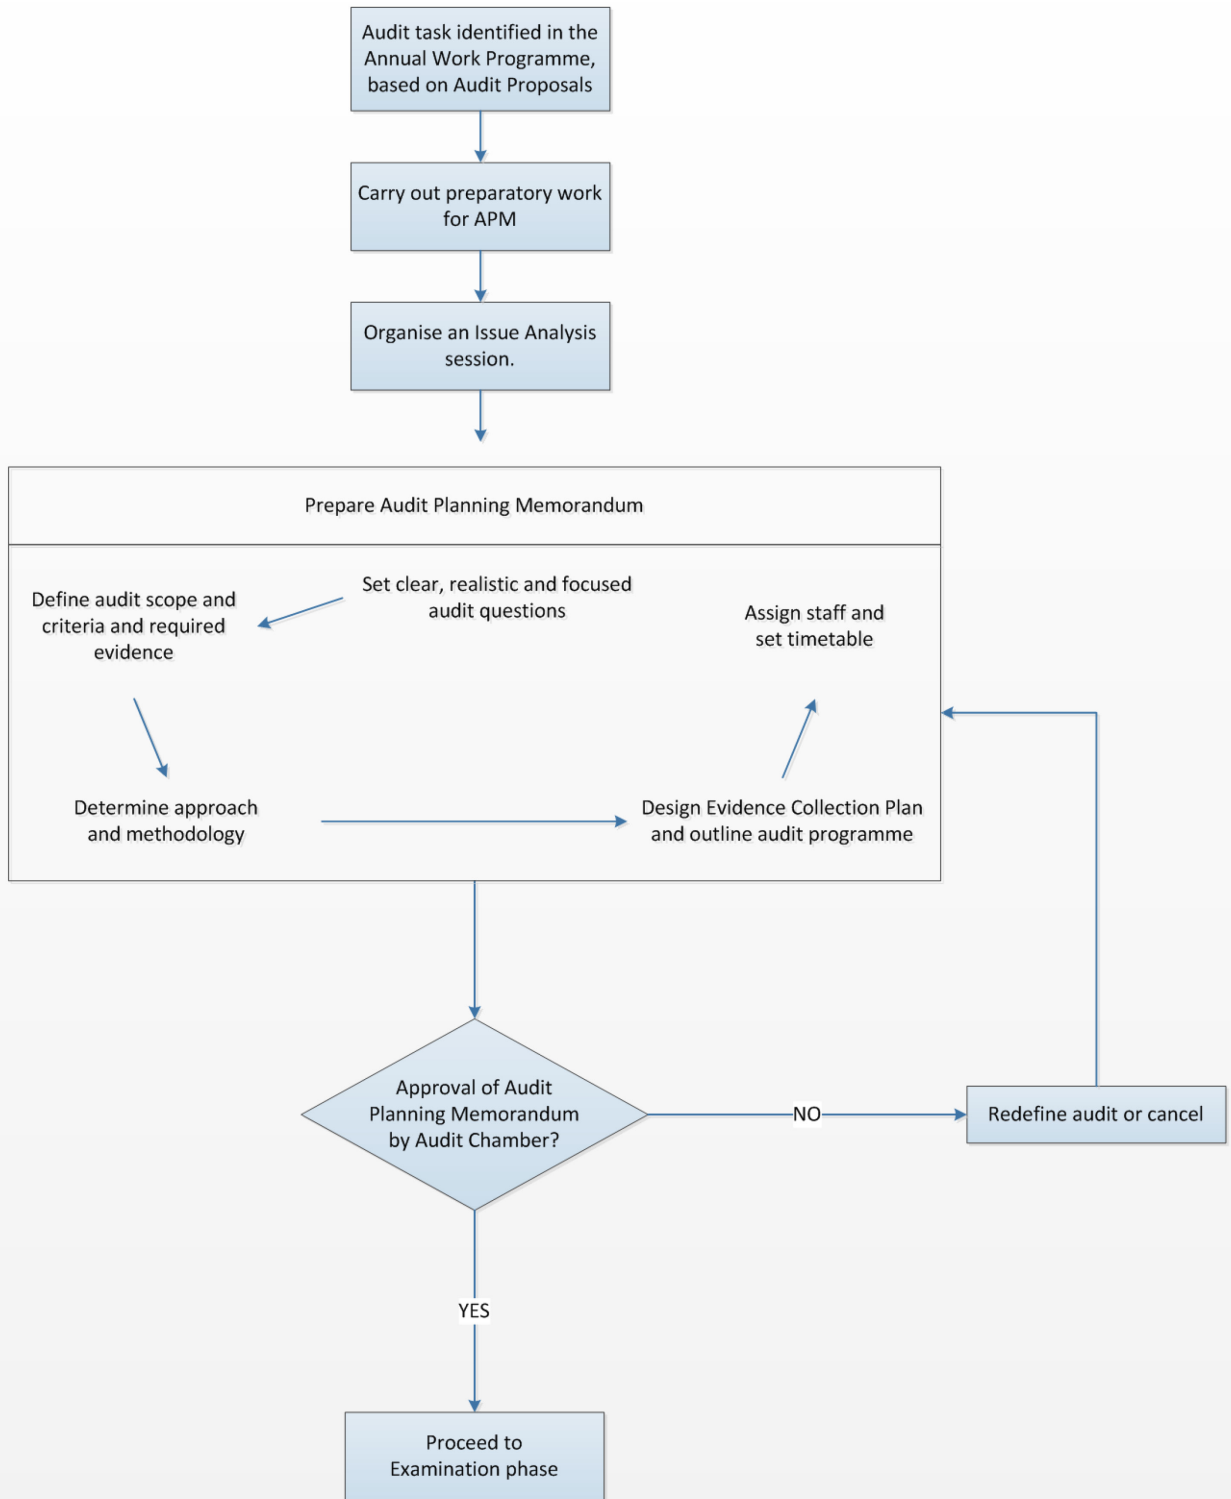 Audit task identified in the
Annual Work Programme,
based on Audit Proposals
Carry out preparatory work
for APM
Organise an Issue Analysis
session.
Prepare Audit Planning Memorandum
Set clear, realistic and focused
audit questions
Define audit scope and
criteria and required
evidence
Determine approach
and methodology
Design Evidence Collection Plan
and outline audit programme
Assign staff and
set timetable
Approval of Audit
Planning Memorandum
by Audit Chamber?
NO
Redefine audit or cancel
YES
Proceed to
Examination phase